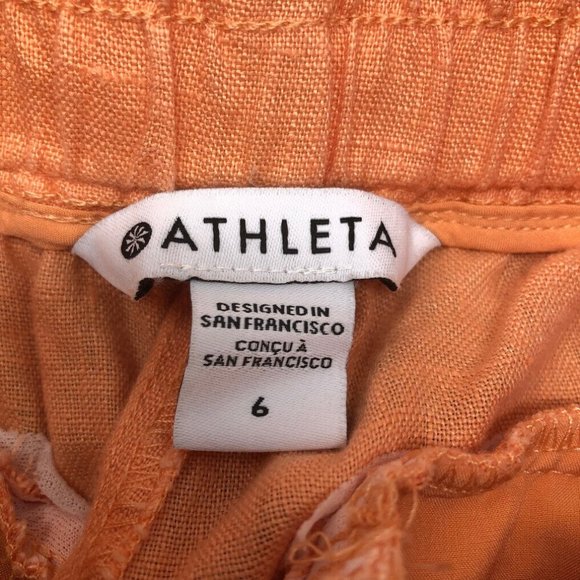 ATHLETA
DESIGNED IN
SAN FRANCISCO
CONÇU À
SAN FRANCISCO
6